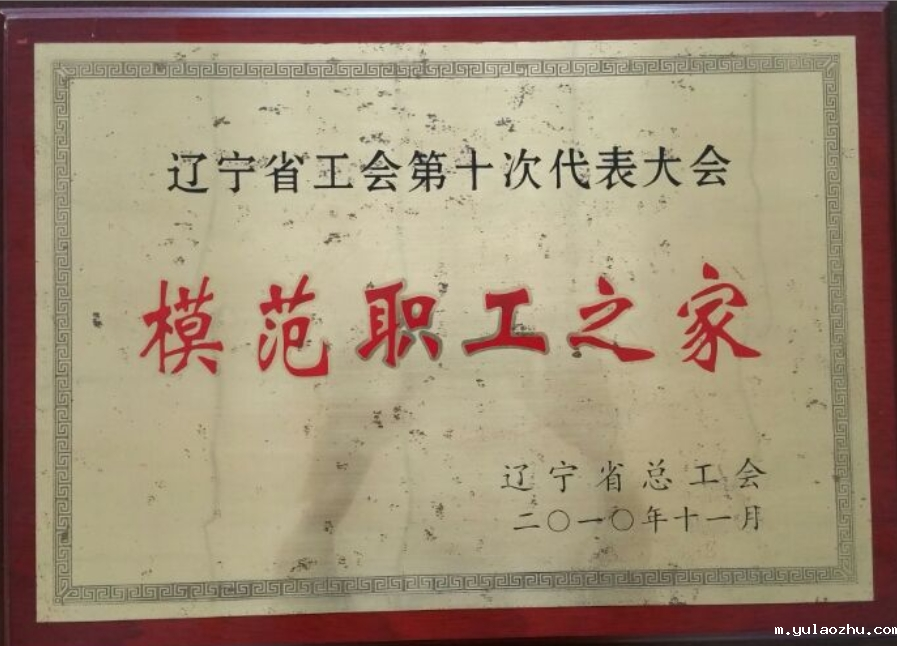 辽宁省工会第十次代表大会
模范职工之家
辽宁省总工会
二〇一〇年十一月
m.yulaozhu.com